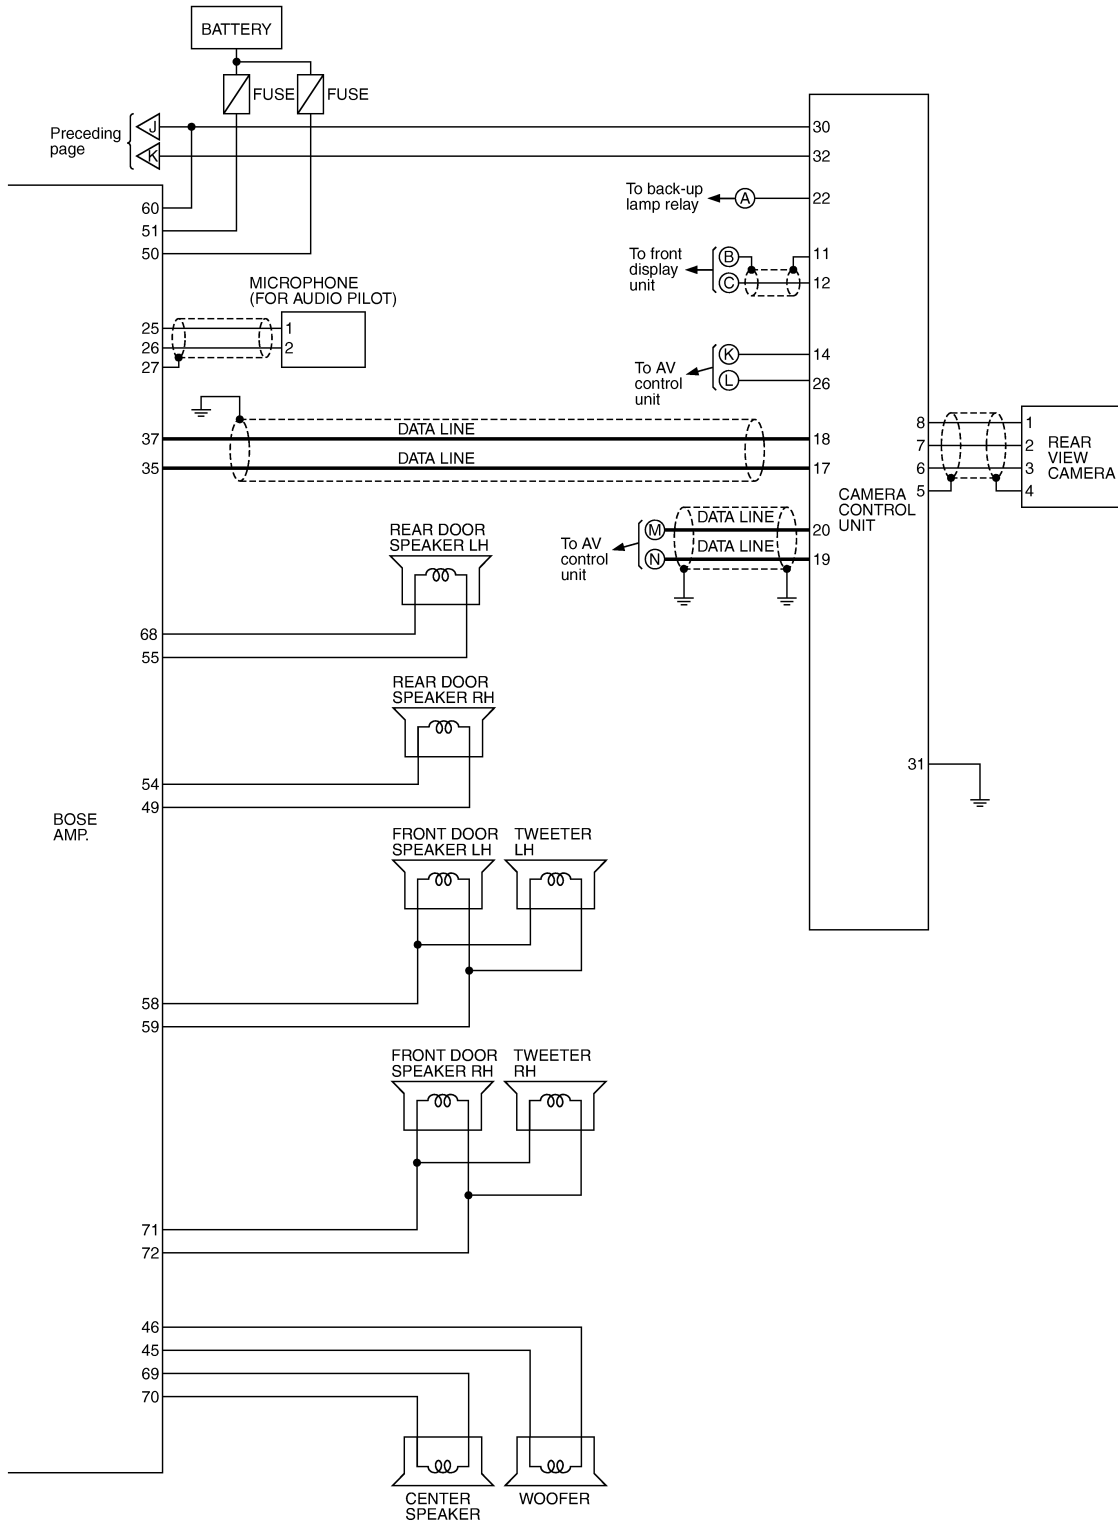 BATTERY
FUSE
FUSE
Preceding
page
J
K
30
32
To back-up
lamp relay
A
22
60
51
50
To front
display
unit
B
C
11
12
MICROPHONE
(FOR AUDIO PILOT)
25
26
27
1
2
To AV
control
unit
K
L
14
26
37
35
DATA LINE
DATA LINE
18
17
8
7
6
5
1
2
3
4
REAR
VIEW
CAMERA
CAMERA
CONTROL
UNIT
To AV
control
unit
M
N
DATA LINE
DATA LINE
20
19
REAR DOOR
SPEAKER LH
68
55
REAR DOOR
SPEAKER RH
54
49
31
BOSE
AMP.
FRONT DOOR
SPEAKER LH
TWEETER
LH
58
59
FRONT DOOR
SPEAKER RH
TWEETER
RH
71
72
46
45
69
70
CENTER
SPEAKER
WOOFER